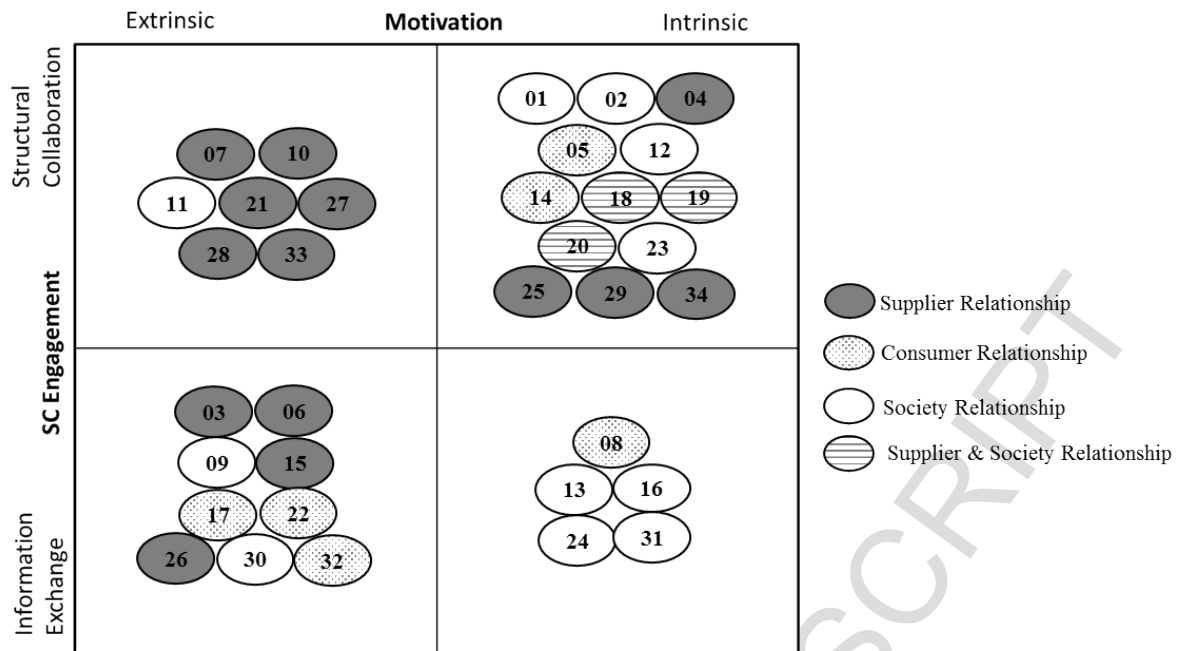 Extrinsic Motivation Intrinsic
Structural
Collaboration
SC Engagement
Information
Exchange
01 02 04
05 12
07 10
11 21 27
14 18 19
20 23
28 33
25 29 34
03 06
08
09 15
13 16
17 22
24 31
26 30 32
Supplier Relationship
Consumer Relationship
Society Relationship
Supplier & Society Relationship
SCRIPT